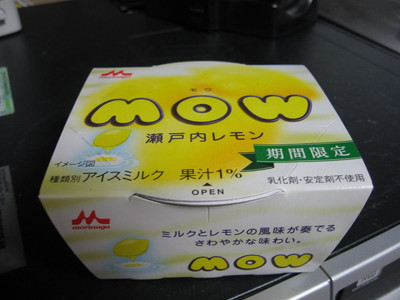 morinaga
モウ
mow
瀬戸内レモン
期間限定
イメージ図
種類別アイスミルク 果汁1%
乳化剤・安定剤不使用
OPEN
morinaga
ミルクとレモンの風味が奏でる
さわやかな味わい。
mow